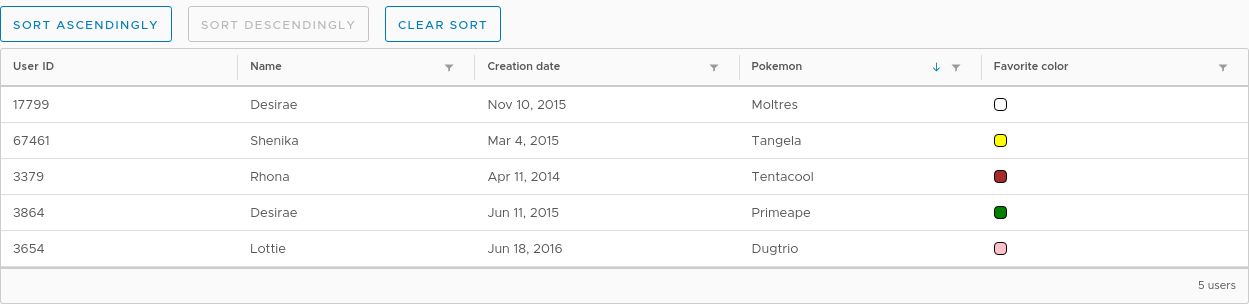 SORT ASCENDINGLY SORT DESCENDINGLY CLEAR SORT
User ID Name Creation date Pokemon Favorite color
17799 Desirae Nov 10, 2015 Moltres
67461 Shenika Mar 4, 2015 Tangela
3379 Rhona Apr 11, 2014 Tentacool
3864 Desirae Jun 11, 2015 Primeape
3654 Lottie Jun 18, 2016 Dugtrio
5 users